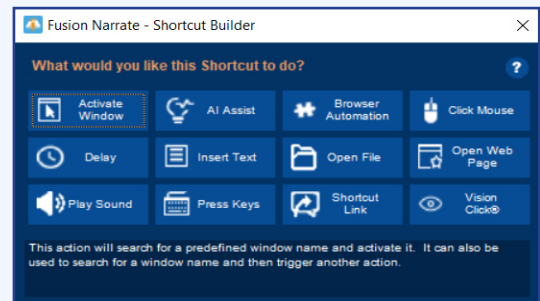 Fusion Narrate - Shortcut Builder
What would you like this Shortcut to do?
?
Activate
Window
AI Assist
Browser
Automation
Click Mouse
Delay
Insert Text
Open File
Open Web
Page
Play Sound
Press Keys
Shortcut
Link
Vision
Click®
This action will search for a predefined window name and activate it. It can also be
used to search for a window name and then trigger another action.